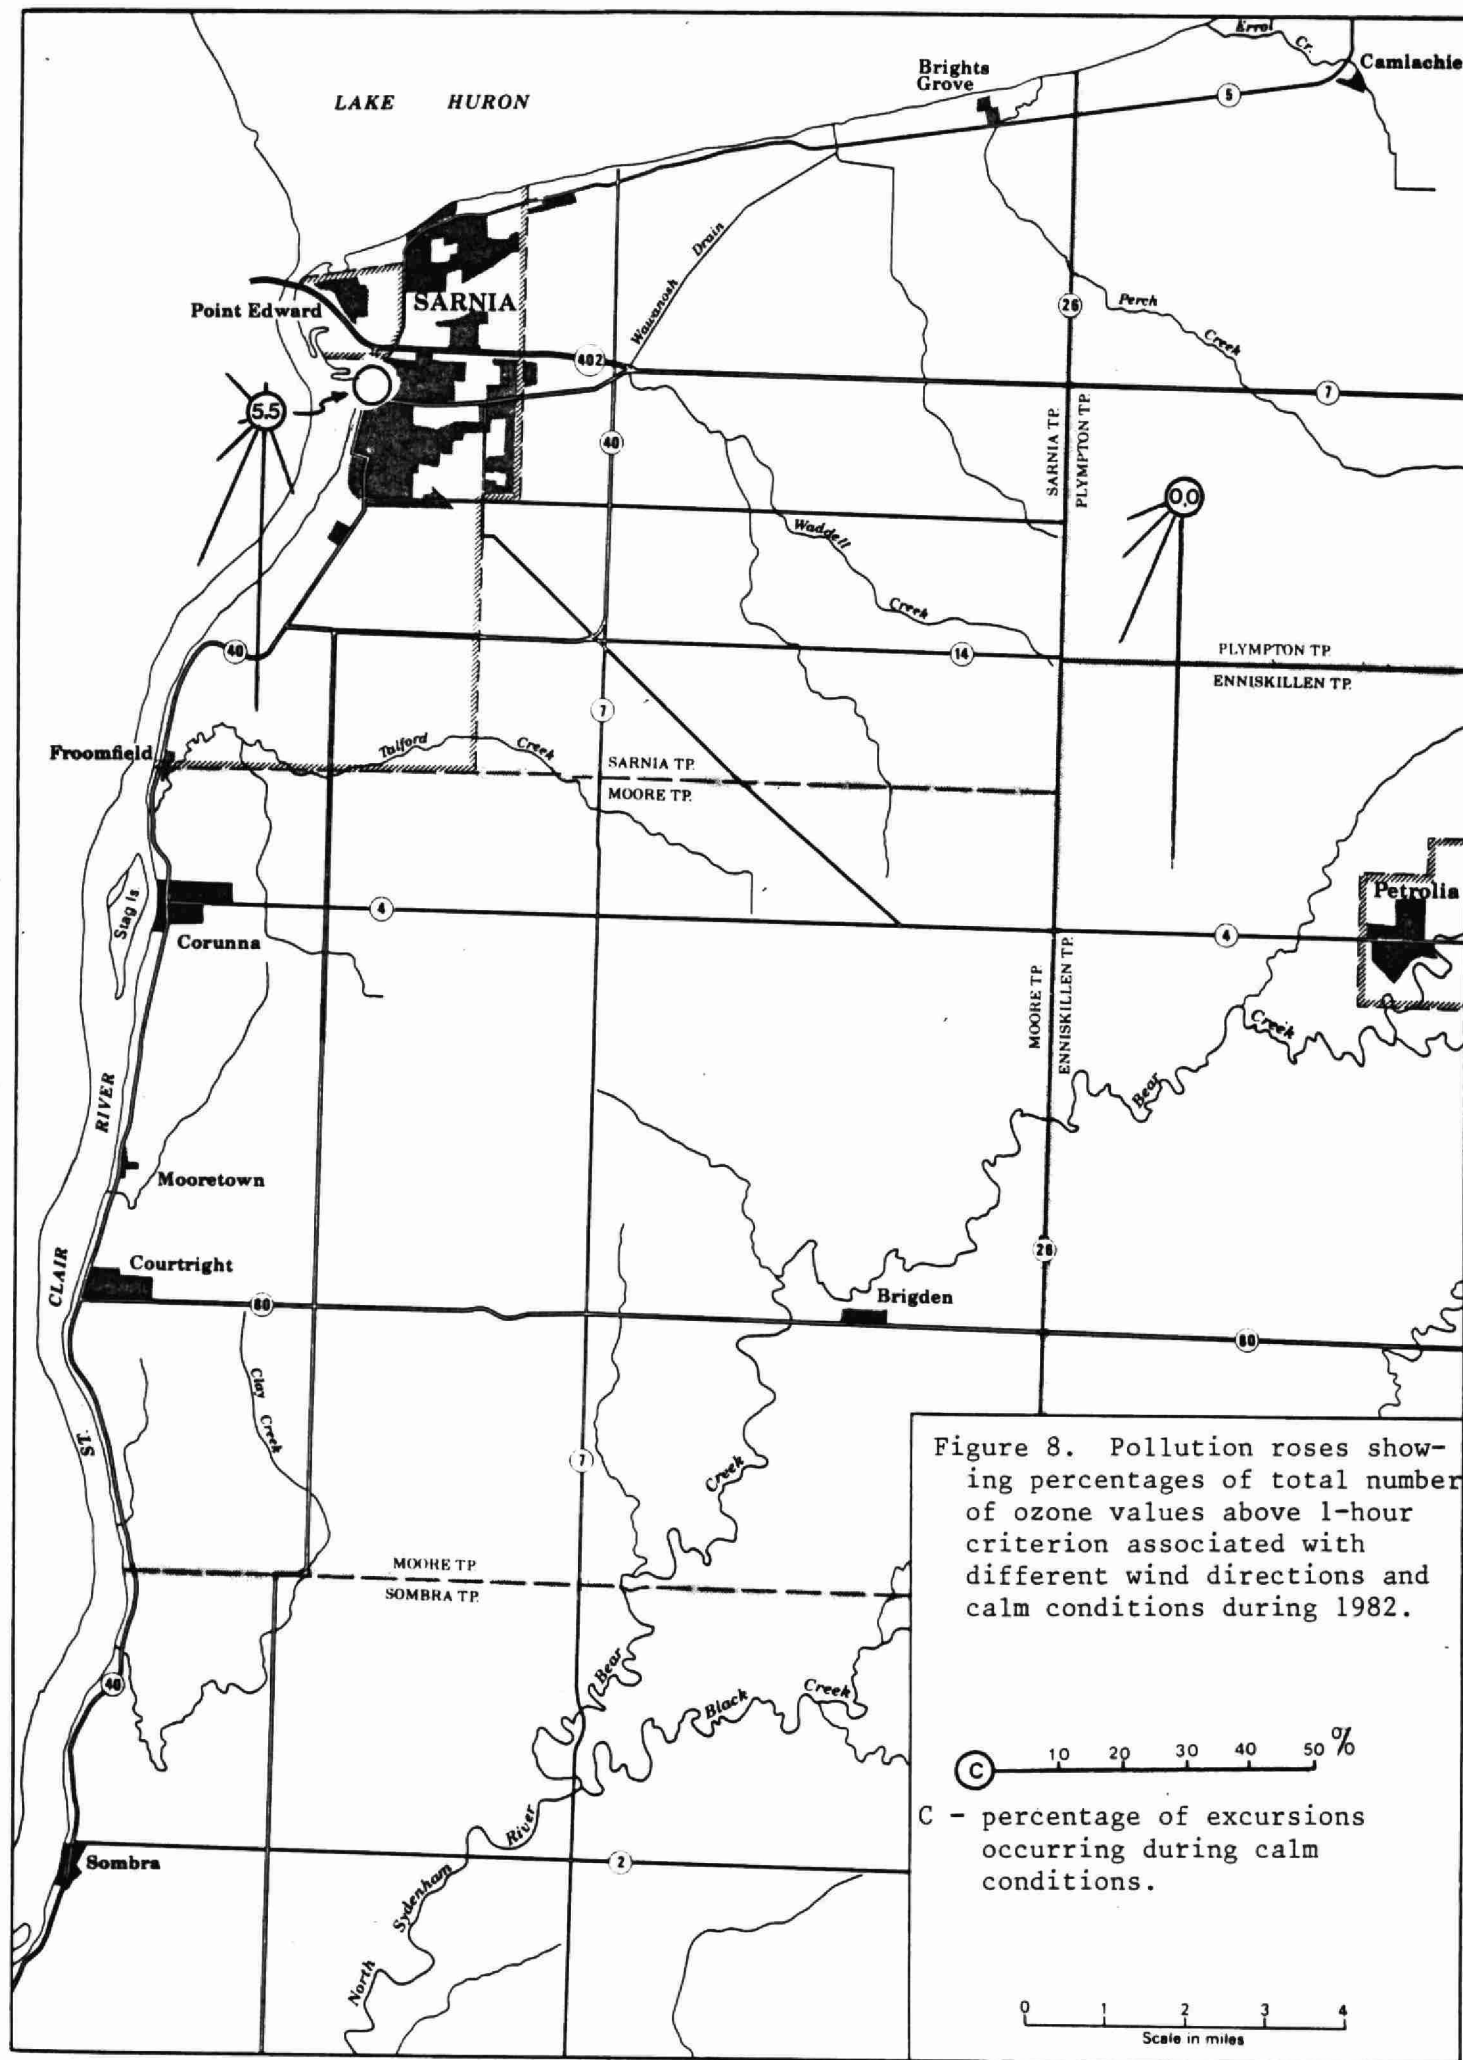 LAKE HURON
Errol Cr.
Camlachie
Brights
Grove
5
Wawanosh Drain
Point Edward
SARNIA
26
Perch Creek
402
7
5.5
40
SARNIA TP.
PLYMPTON TP.
0.0
Waddell Creek
40
14
PLYMPTON TP.
ENNISKILLEN TP.
7
Froomfield
Talford Creek
SARNIA TP.
MOORE TP.
Stag Is.
4
Corunna
4
Petrolia
MOORE TP.
ENNISKILLEN TP.
Bear Creek
ST. CLAIR RIVER
Mooretown
26
Courtright
80
Brigden
80
Clay Creek
7
Creek
MOORE TP.
SOMBRA TP.
40
Bear
Black Creek
Sombra
2
North Sydenham River
Figure 8. Pollution roses show-
ing percentages of total number
of ozone values above 1-hour
criterion associated with
different wind directions and
calm conditions during 1982.
C 10 20 30 40 50 %
C - percentage of excursions
occurring during calm
conditions.
0 1 2 3 4
Scale in miles